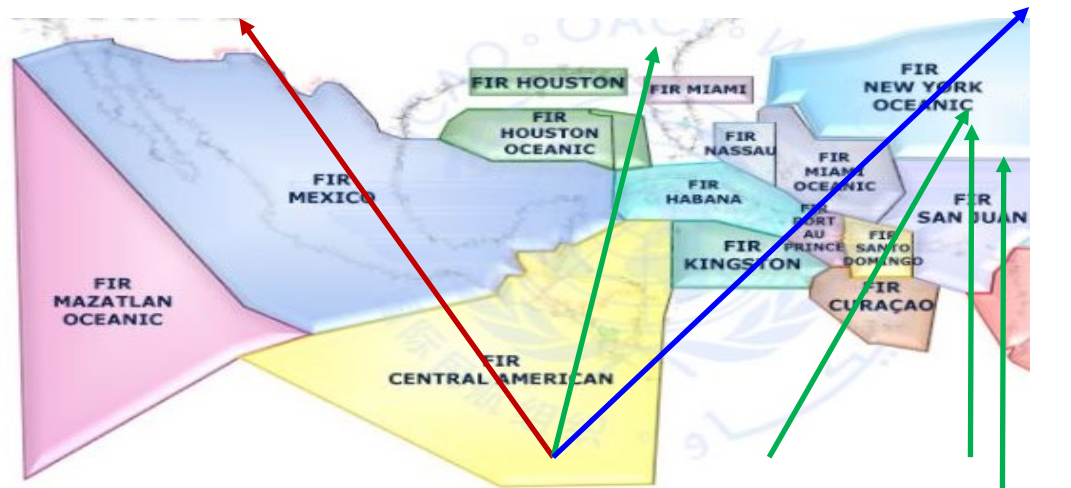 FIR HOUSTON
FIR MIAMI
FIR
NEW YORK
OCEANIC
FIR
HOUSTON
OCEANIC
FIR
NASSAU
FIR
MIAMI
OCEANIC
FIR
MEXICO
FIR
HABANA
FIR
SAN JUAN
FIR
PORT
AU
PRINCE
FIR
SANTO
DOMINGO
FIR
KINGSTON
FIR
MAZATLAN
OCEANIC
FIR
CURAÇAO
FIR
CENTRAL AMERICAN